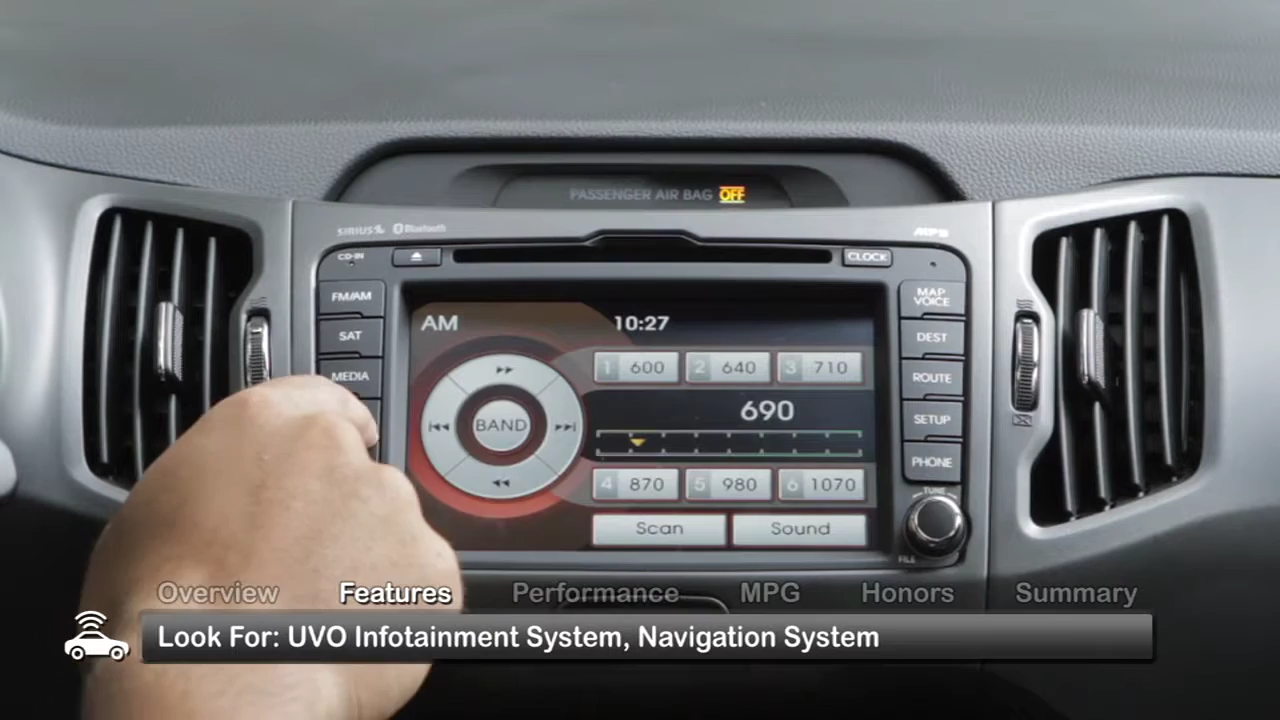 PASSENGER AIR BAG OFF
SIRIUS Bluetooth
MP3
CD-IN
CLOCK
FM/AM
SAT
MEDIA
AM
10:27
1 600
2 640
3 710
690
BAND
4 870
5 980
6 1070
Scan
Sound
MAP VOICE
DEST
ROUTE
SETUP
PHONE
TUNE
FILE
Overview
Features
Performance
MPG
Honors
Summary
Look For: UVO Infotainment System, Navigation System